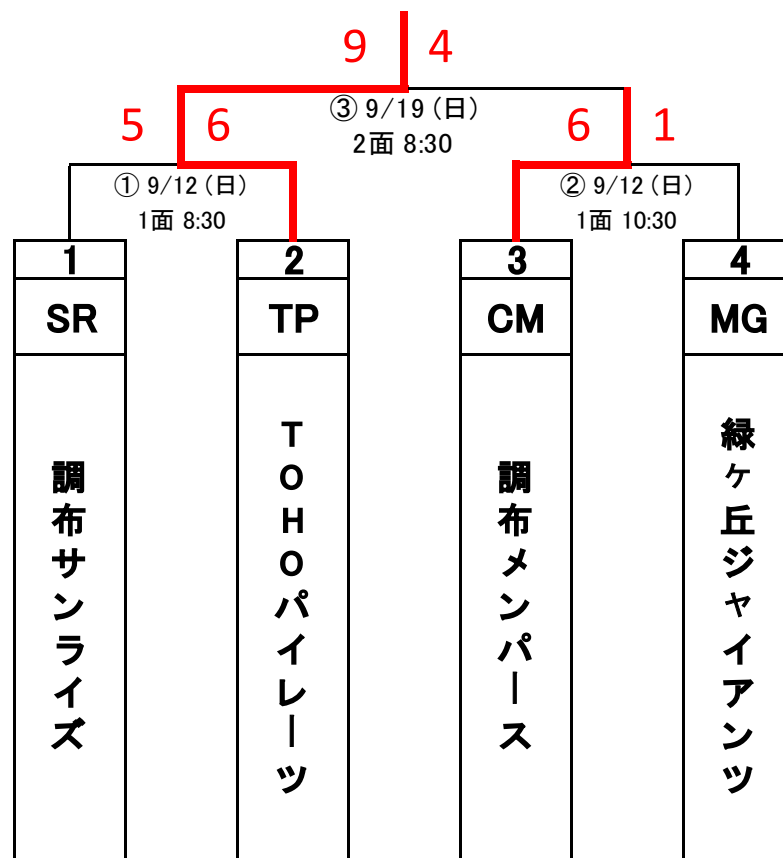 9 4
③ 9/19 (日)
2面 8:30
5 6
6 1
① 9/12 (日)
1面 8:30
② 9/12 (日)
1面 10:30
1
2
3
4
SR
TP
CM
MG
調布サンライズ
TOHOパイレーツ
調布メンパース
緑ヶ丘ジャイアンツ